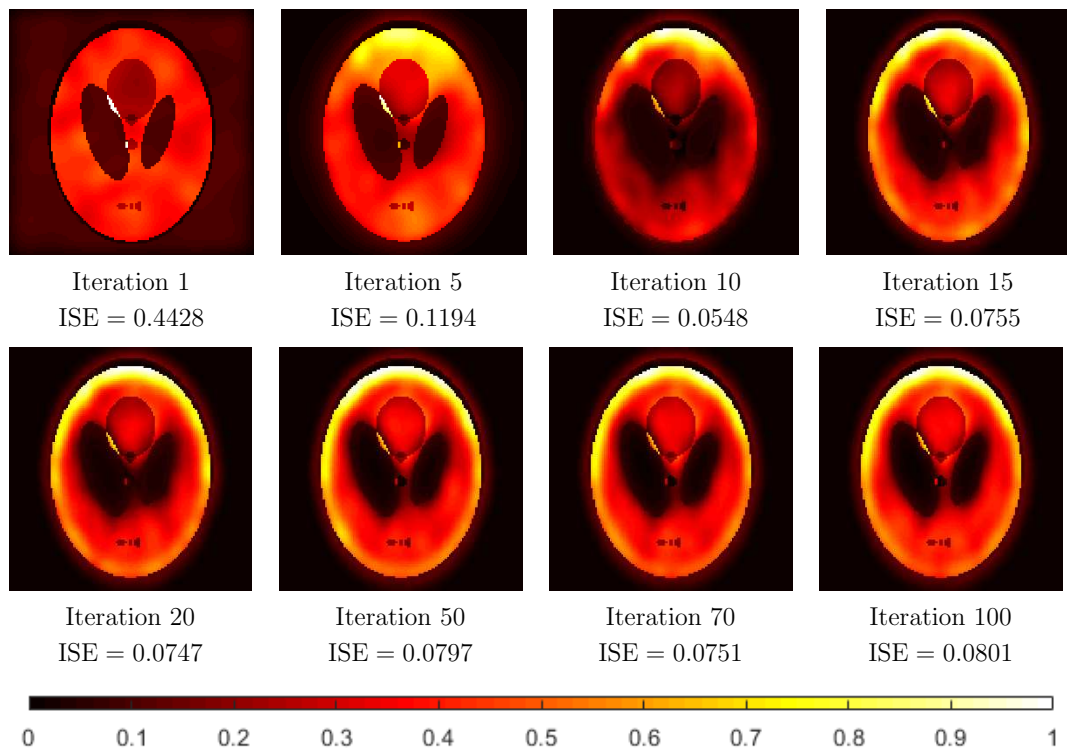 Iteration 1
ISE = 0.4428
Iteration 5
ISE = 0.1194
Iteration 10
ISE = 0.0548
Iteration 15
ISE = 0.0755
Iteration 20
ISE = 0.0747
Iteration 50
ISE = 0.0797
Iteration 70
ISE = 0.0751
Iteration 100
ISE = 0.0801
0 0.1 0.2 0.3 0.4 0.5 0.6 0.7 0.8 0.9 1